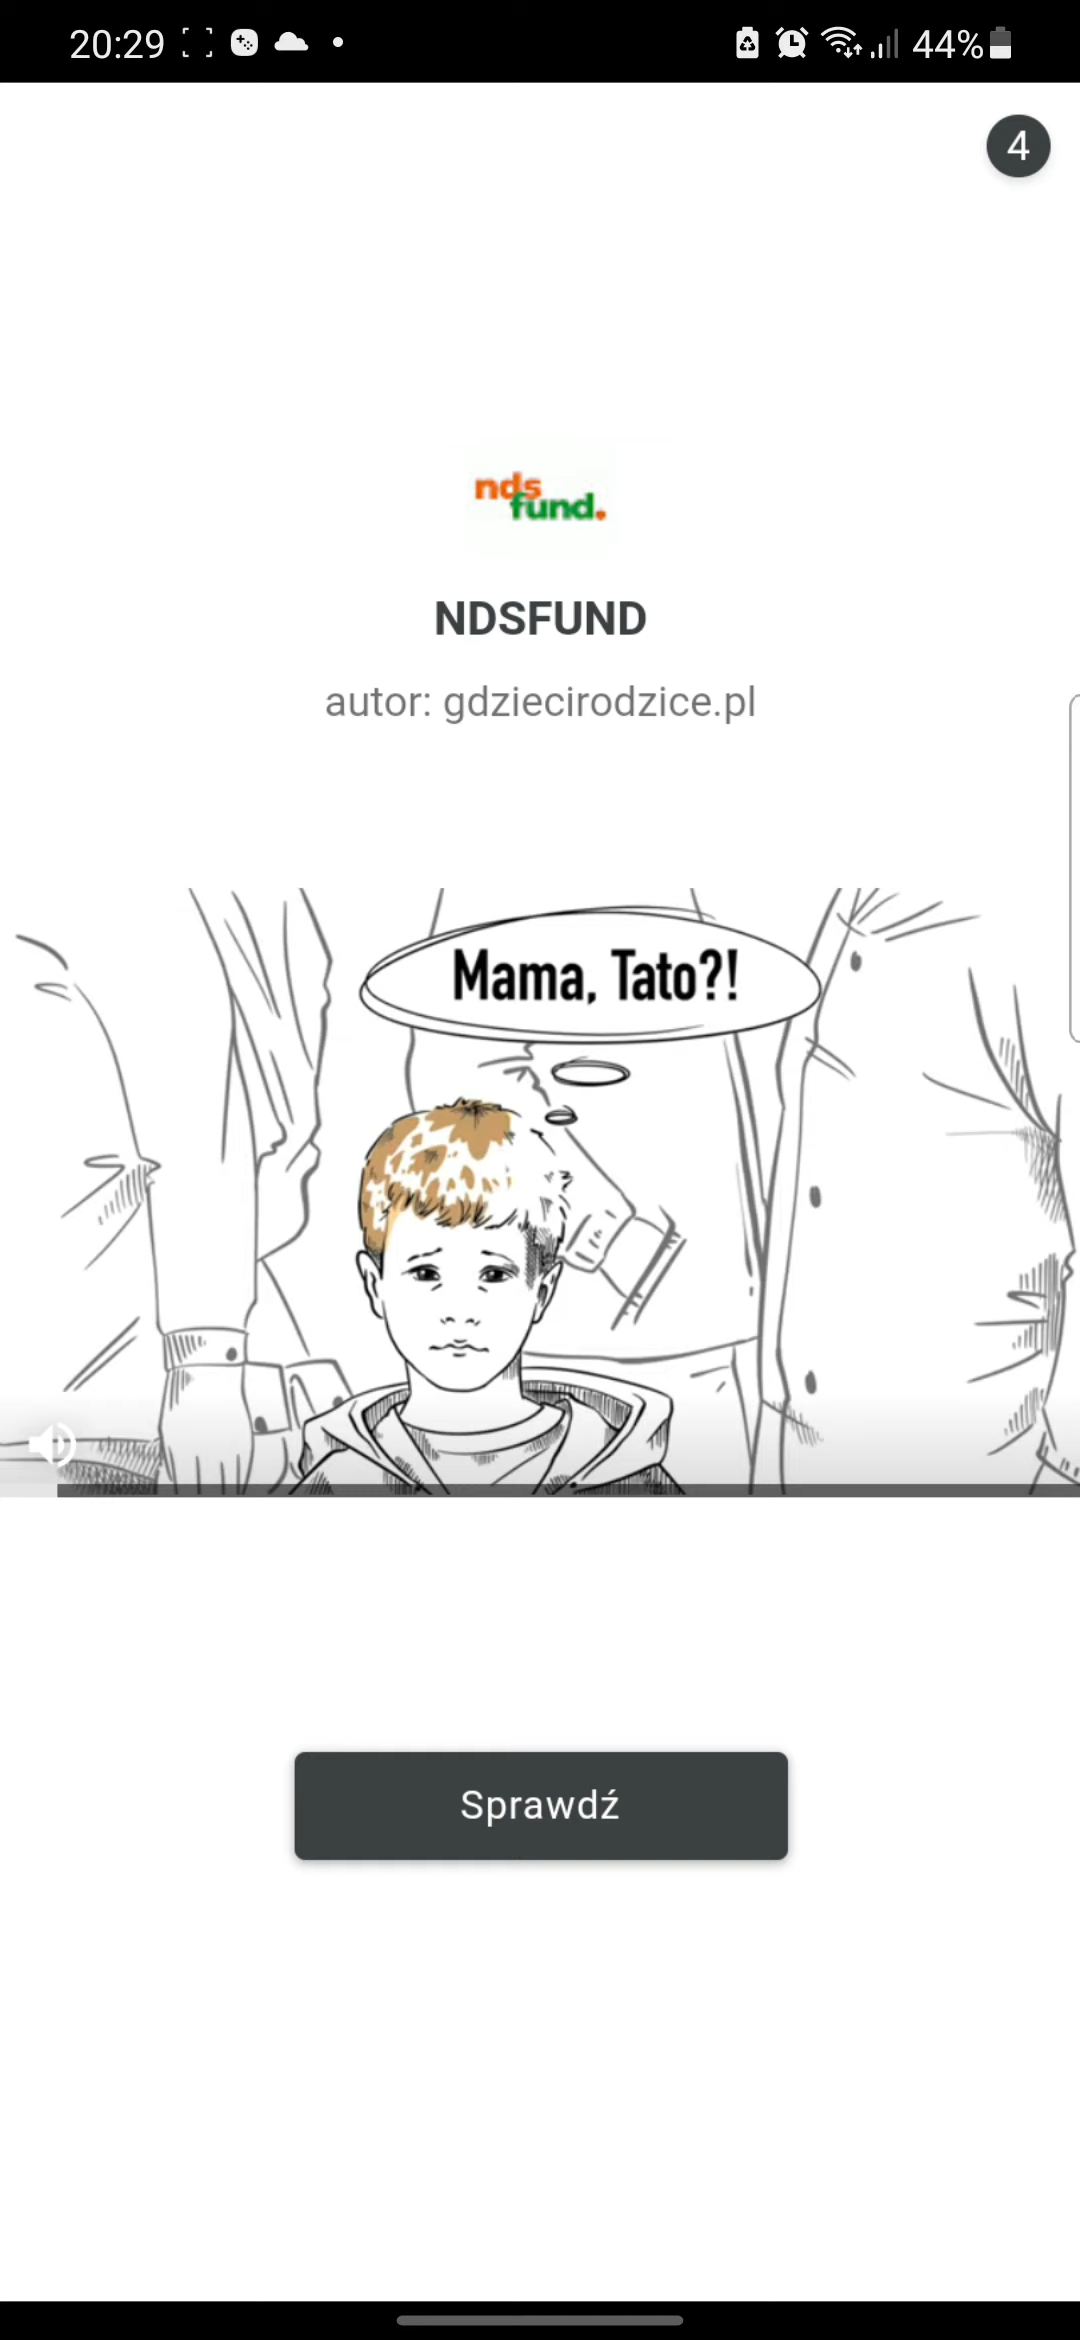 20:29
44%
4
nds
fund.
NDSFUND
autor: gdziecirodzice.pl
Mama, Tato?!
Sprawdź